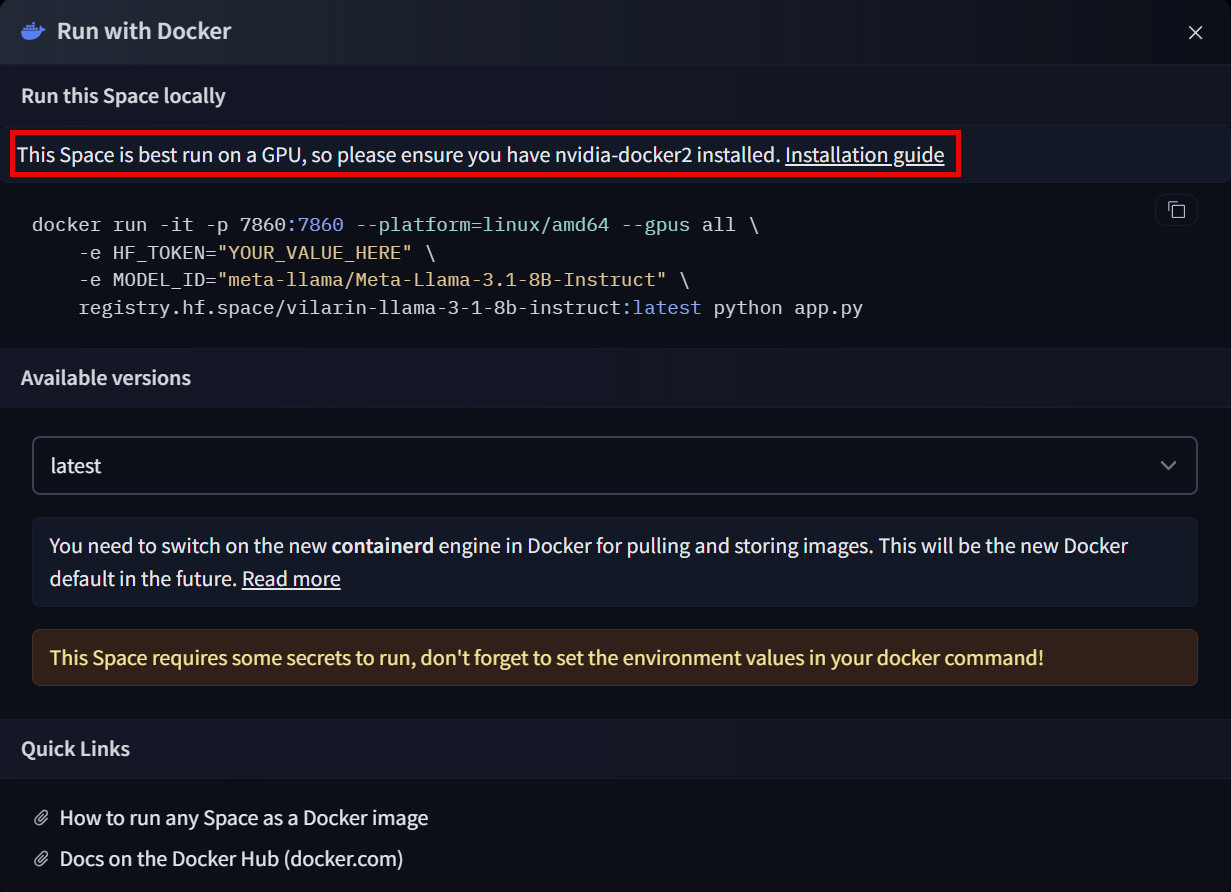 Run with Docker
Run this Space locally
This Space is best run on a GPU, so please ensure you have nvidia-docker2 installed. Installation guide
docker run -it -p 7860:7860 --platform=linux/amd64 --gpus all \
-e HF_TOKEN="YOUR_VALUE_HERE" \
-e MODEL_ID="meta-llama/Meta-Llama-3.1-8B-Instruct" \
registry.hf.space/vilarin-llama-3-1-8b-instruct:latest python app.py
Available versions
latest
You need to switch on the new containerd engine in Docker for pulling and storing images. This will be the new Docker
default in the future. Read more
This Space requires some secrets to run, don't forget to set the environment values in your docker command!
Quick Links
How to run any Space as a Docker image
Docs on the Docker Hub (docker.com)